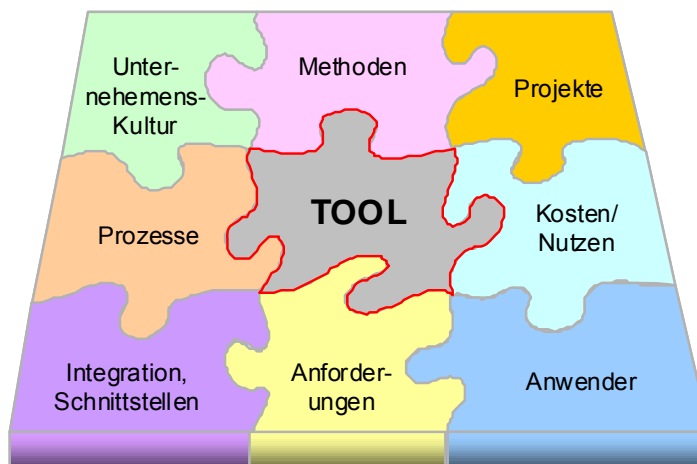 Unter-
nehemens-
Kultur
Methoden
Projekte
Prozesse
TOOL
Kosten/
Nutzen
Integration,
Schnittstellen
Anforder-
ungen
Anwender